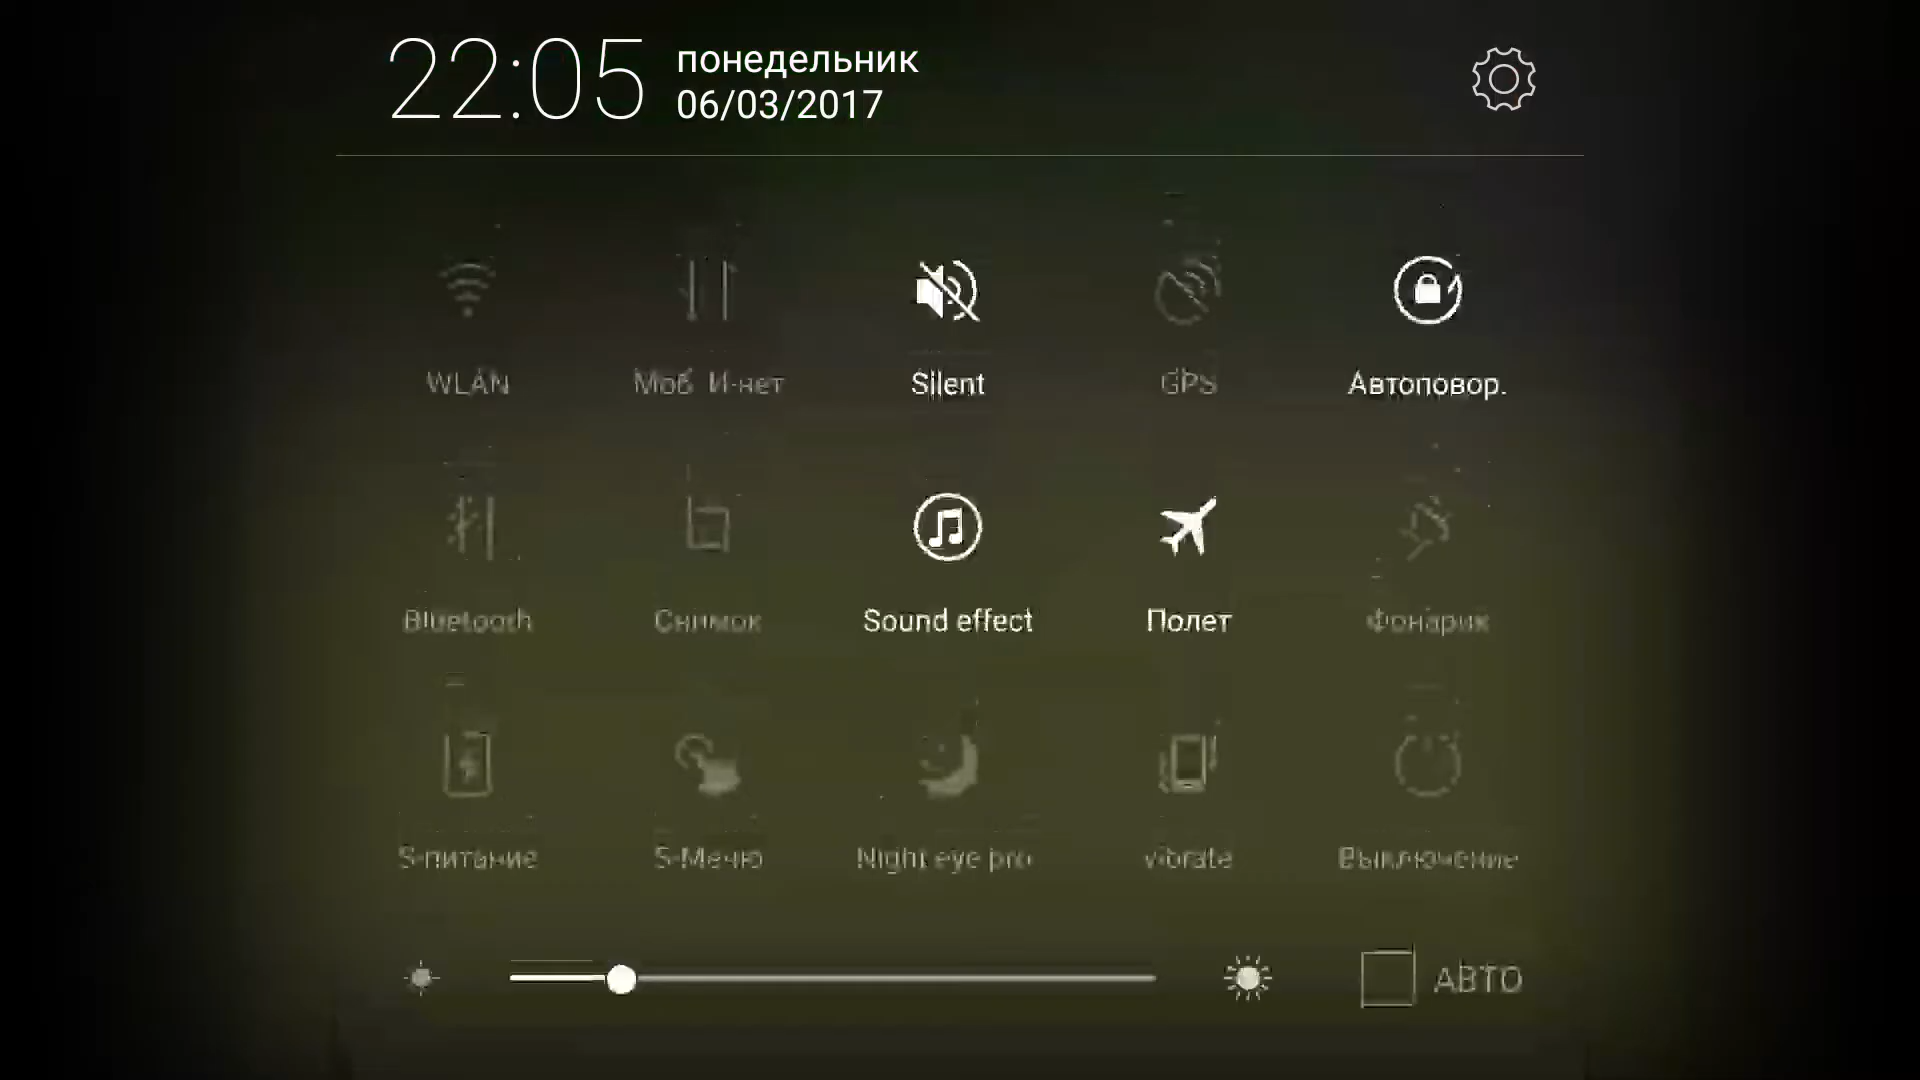 22:05
понедельник
06/03/2017
WLAN
Моб. И-нет
Silent
GPS
Автоповор.
Bluetooth
Снимок
Sound effect
Полет
Фонарик
S-питание
S-Меню
Night eye pro
vibrate
Выключение
АВТО